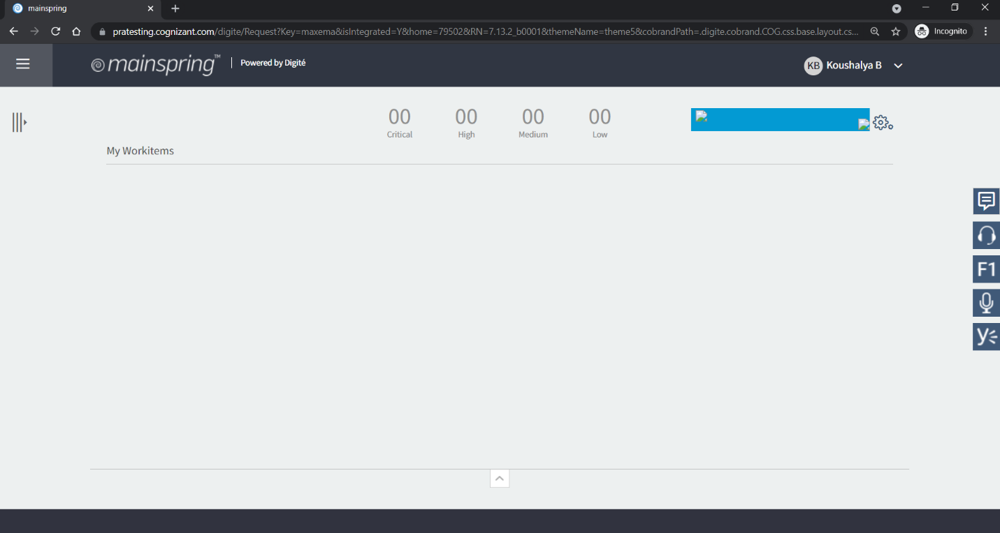 mainspring
pratesting.cognizant.com/digite/Request?Key=maxema&isIntegrated=Y&home=79502&RN=7.13.2_b0001&themeName=theme5&cobrandPath=.digite.cobrand.COG.css.base.layout.cs...
Incognito
mainspring™ | Powered by Digité
KB Koushalya B
00 00 00 00
Critical High Medium Low
My Workitems
F1
y